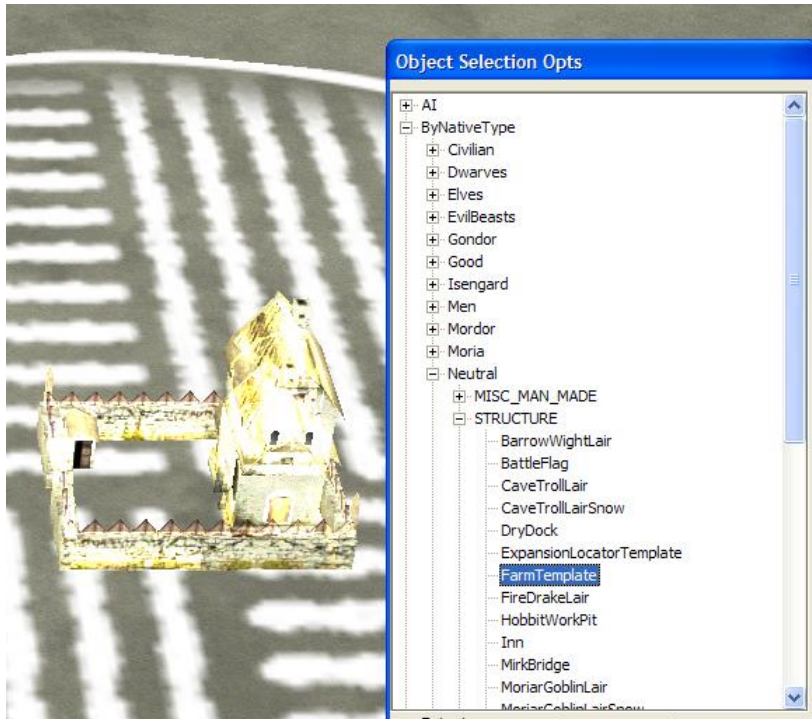 Object Selection Opts
AI
ByNativeType
Civilian
Dwarves
Elves
EvilBeasts
Gondor
Good
Isengard
Men
Mordor
Moria
Neutral
MISC_MAN_MADE
STRUCTURE
BarrowWightLair
BattleFlag
CaveTrollLair
CaveTrollLairSnow
DryDock
ExpansionLocatorTemplate
FarmTemplate
FireDrakeLair
HobbitWorkPit
Inn
MirkBridge
MoriarGoblinLair
MoriarGoblinLairSnow